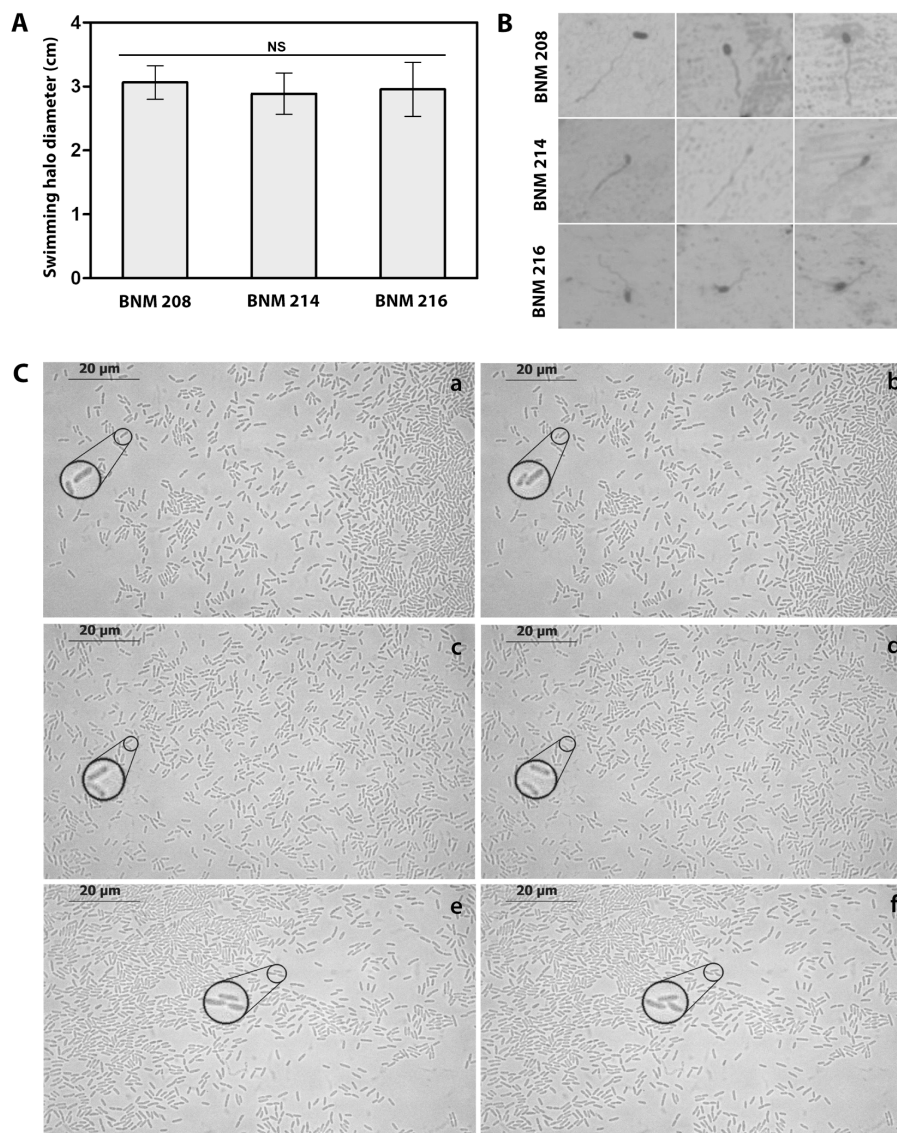 A
Swimming halo diameter (cm)
4
3
2
1
0
NS
BNM 208
BNM 214
BNM 216
B
BNM 208
BNM 214
BNM 216
C
20 µm
a
20 µm
b
20 µm
c
20 µm
d
20 µm
e
20 µm
f